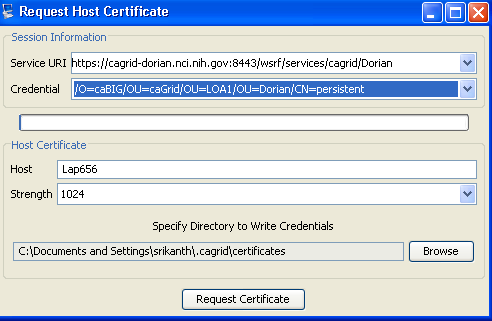 Request Host Certificate
Session Information
Service URI https://cagrid-dorian.nci.nih.gov:8443/wsrf/services/cagrid/Dorian
Credential /O=caBIG/OU=caGrid/OU=LOA1/OU=Dorian/CN=persistent
Host Certificate
Host Lap656
Strength 1024
Specify Directory to Write Credentials
C:\Documents and Settings\srikanth\.cagrid\certificates Browse
Request Certificate